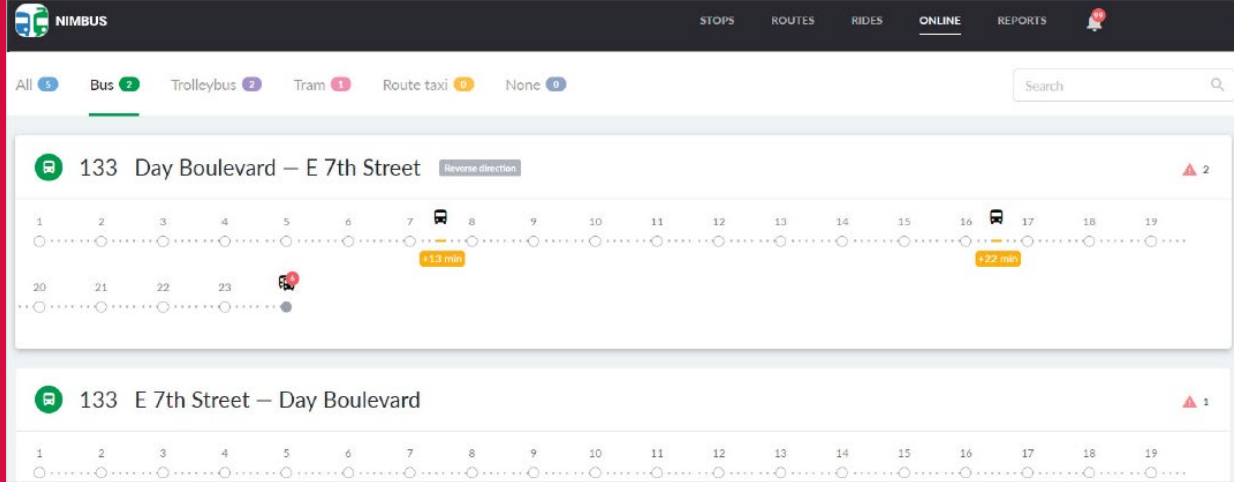 NIMBUS STOPS ROUTES RIDES ONLINE REPORTS 99
All 5 Bus 2 Trolleybus 2 Tram 1 Route taxi 0 None 0 Search
133 Day Boulevard — E 7th Street Reverse direction 2
1 2 3 4 5 6 7 8 9 10 11 12 13 14 15 16 17 18 19
+13 min +22 min
20 21 22 23 6
133 E 7th Street — Day Boulevard 1
1 2 3 4 5 6 7 8 9 10 11 12 13 14 15 16 17 18 19